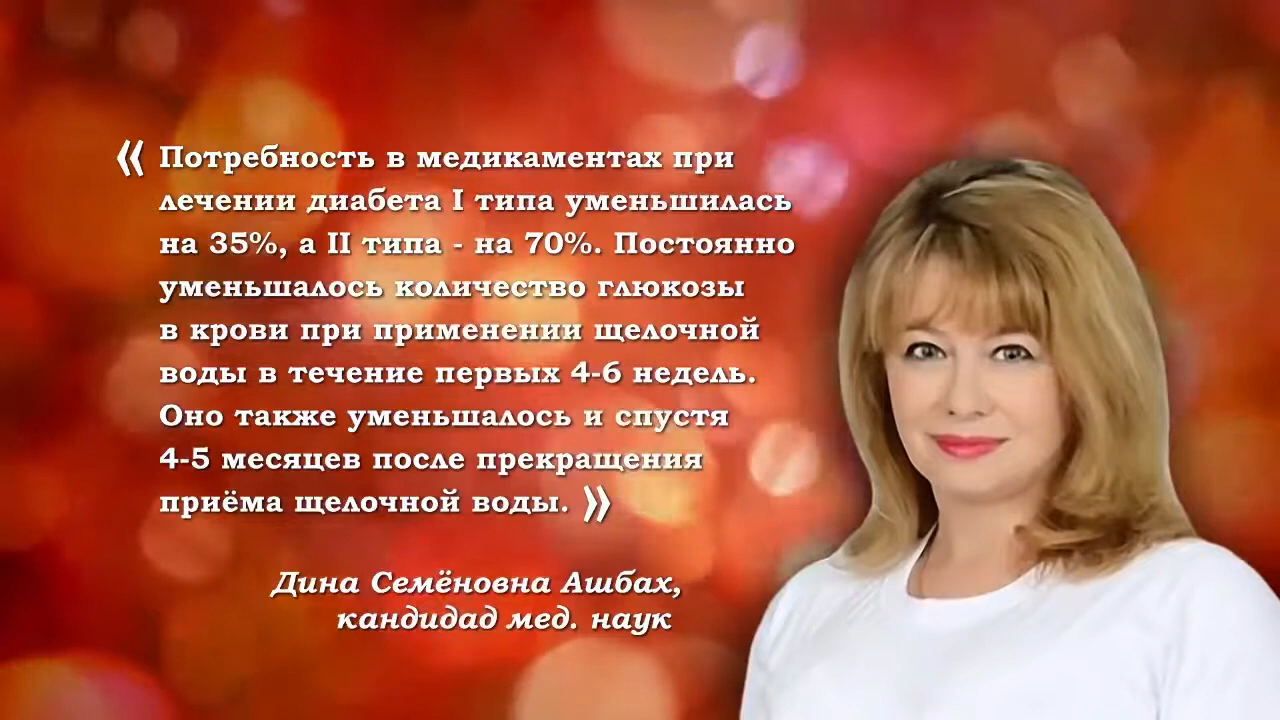 « Потребность в медикаментах при
лечении диабета I типа уменьшилась
на 35%, а II типа - на 70%. Постоянно
уменьшалось количество глюкозы
в крови при применении щелочной
воды в течение первых 4-6 недель.
Оно также уменьшалось и спустя
4-5 месяцев после прекращения
приёма щелочной воды. »
Дина Семёновна Ашбах,
кандидад мед. наук